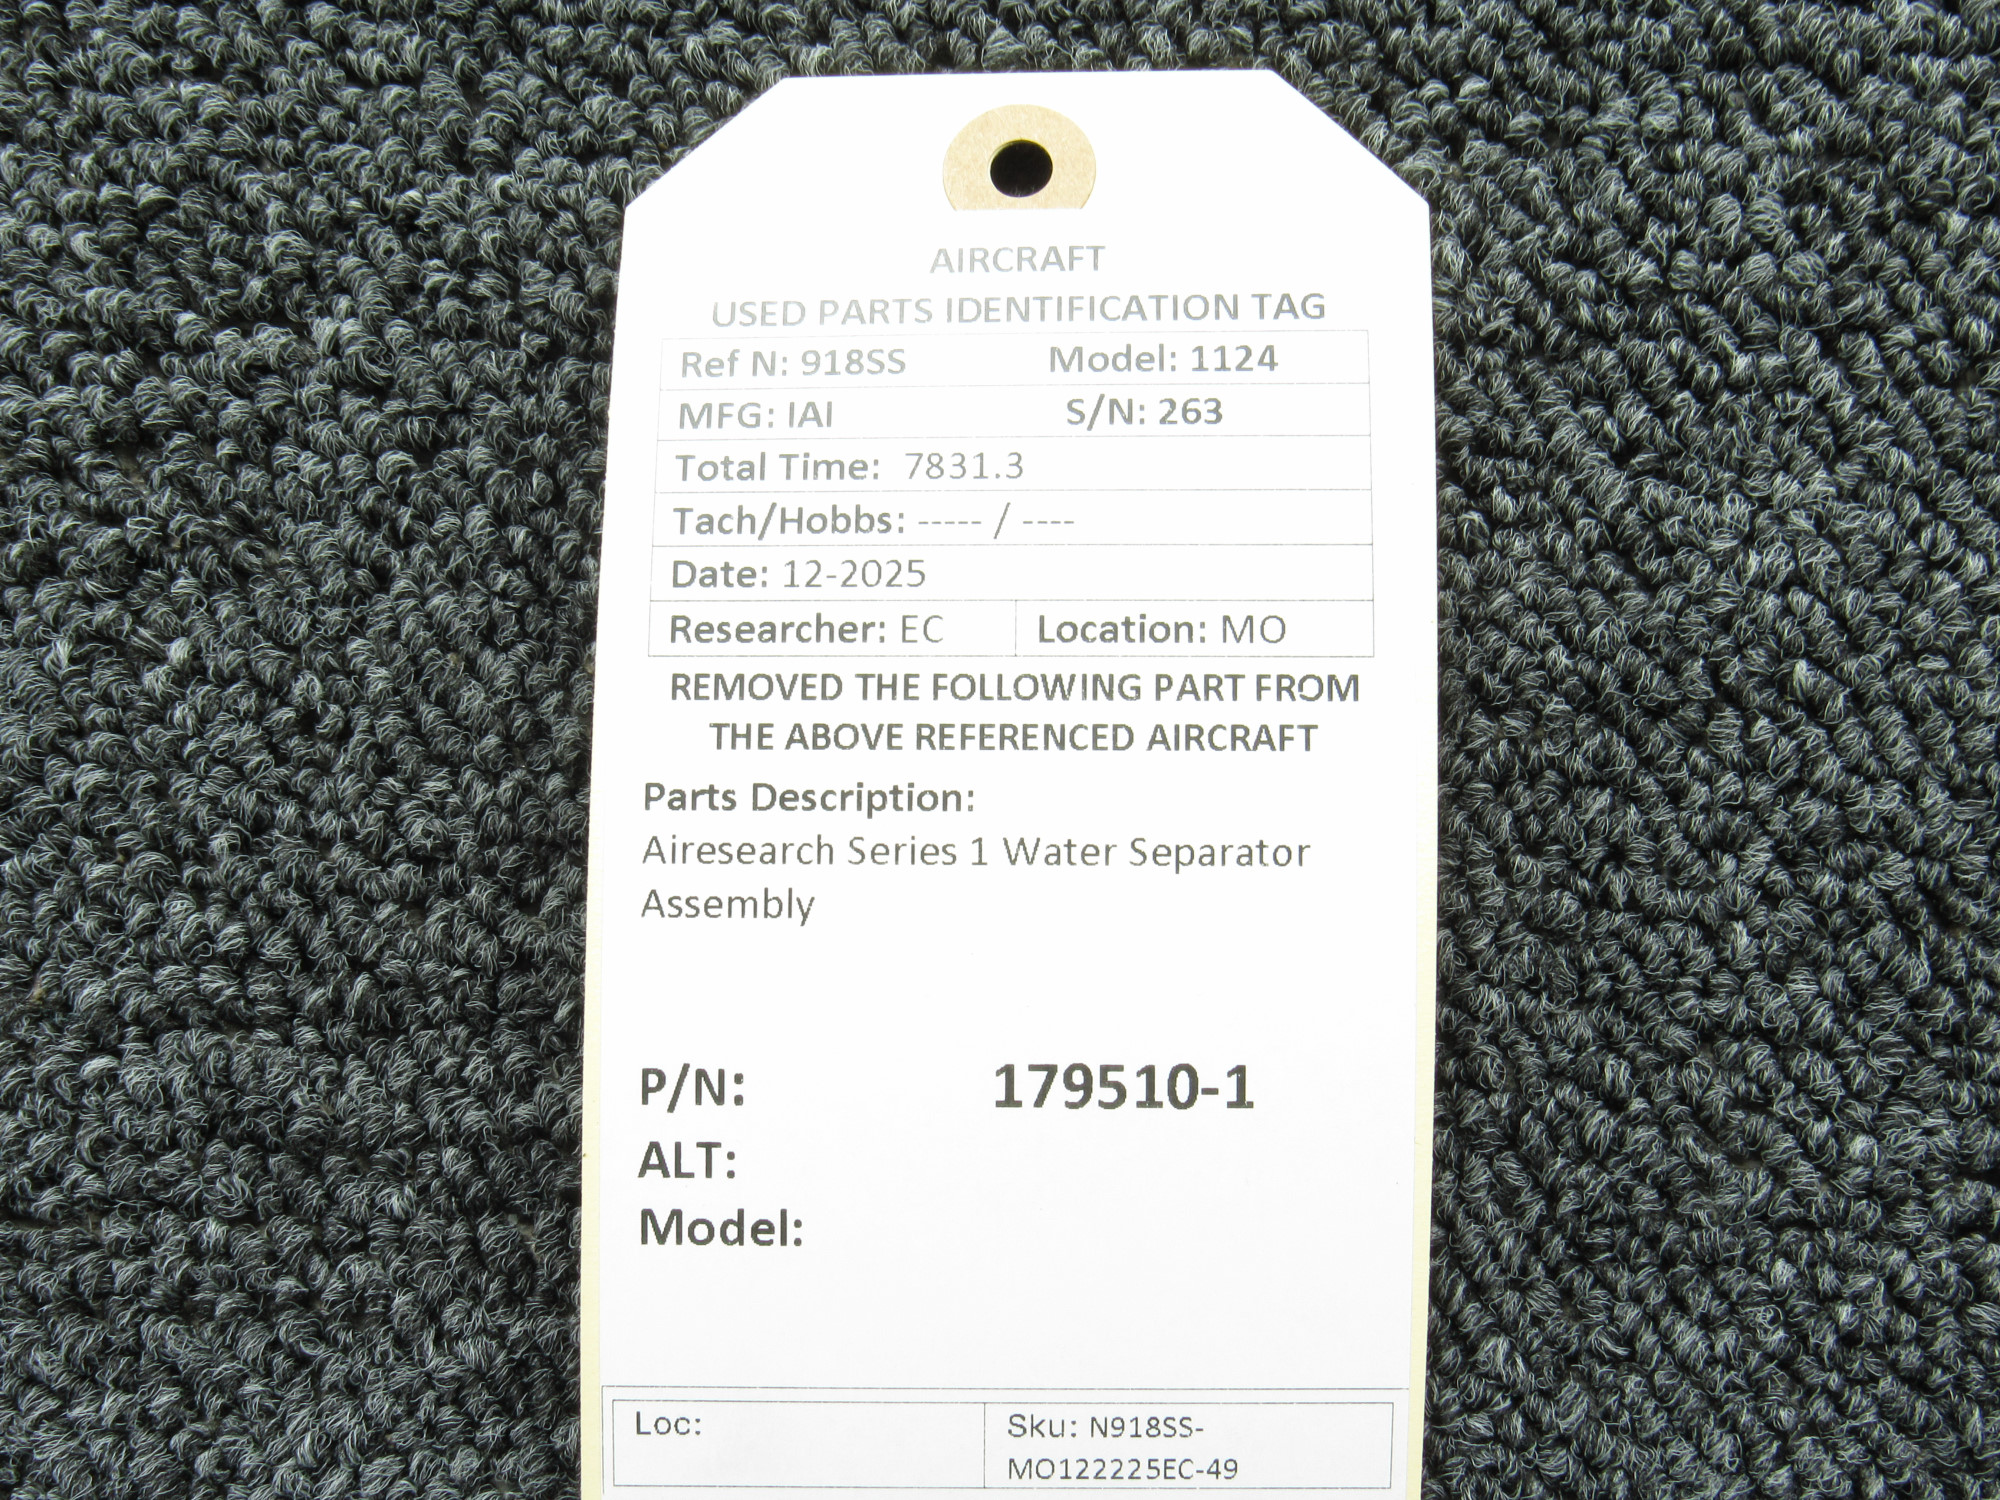 AIRCRAFT
USED PARTS IDENTIFICATION TAG
Ref N: 918SS Model: 1124
MFG: IAI S/N: 263
Total Time: 7831.3
Tach/Hobbs: ----- / ----
Date: 12-2025
Researcher: EC Location: MO
REMOVED THE FOLLOWING PART FROM
THE ABOVE REFERENCED AIRCRAFT
Parts Description:
Airesearch Series 1 Water Separator
Assembly
P/N: 179510-1
ALT:
Model:
Loc: Sku: N918SS-
MO122225EC-49